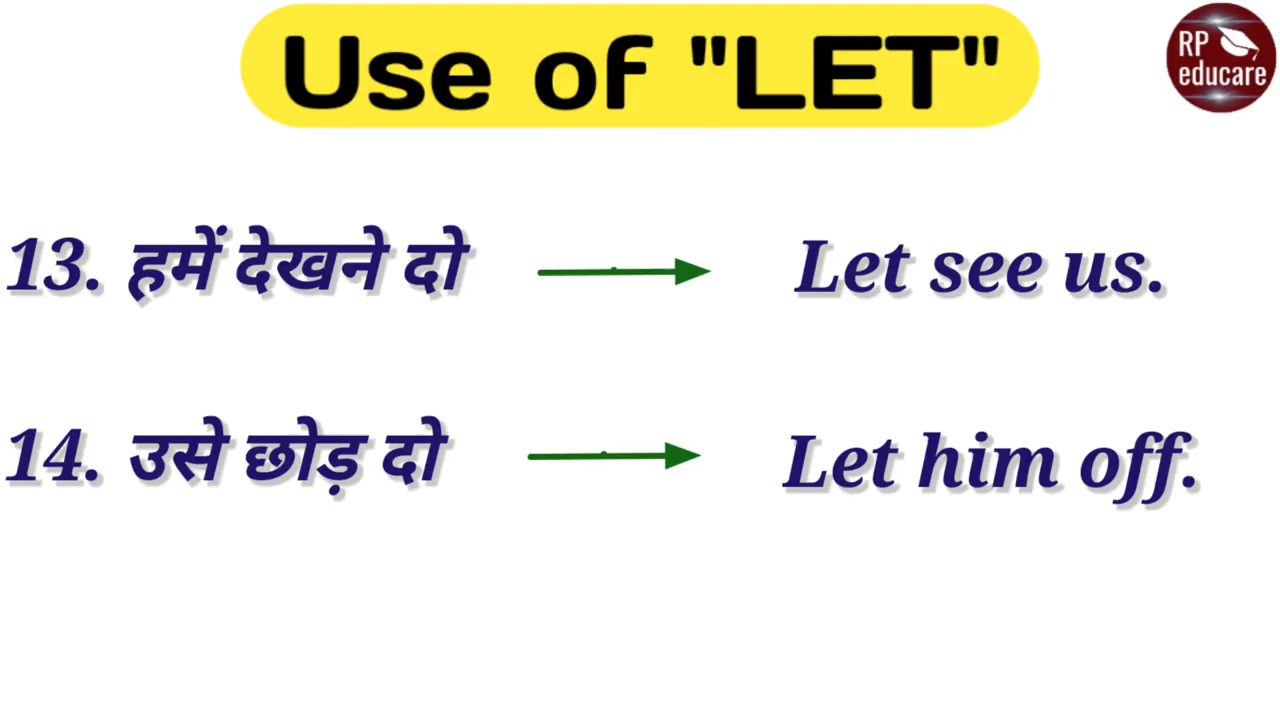 Use of "LET"
RP
educare
13. हमें देखने दो Let see us.
14. उसे छोड़ दो Let him off.